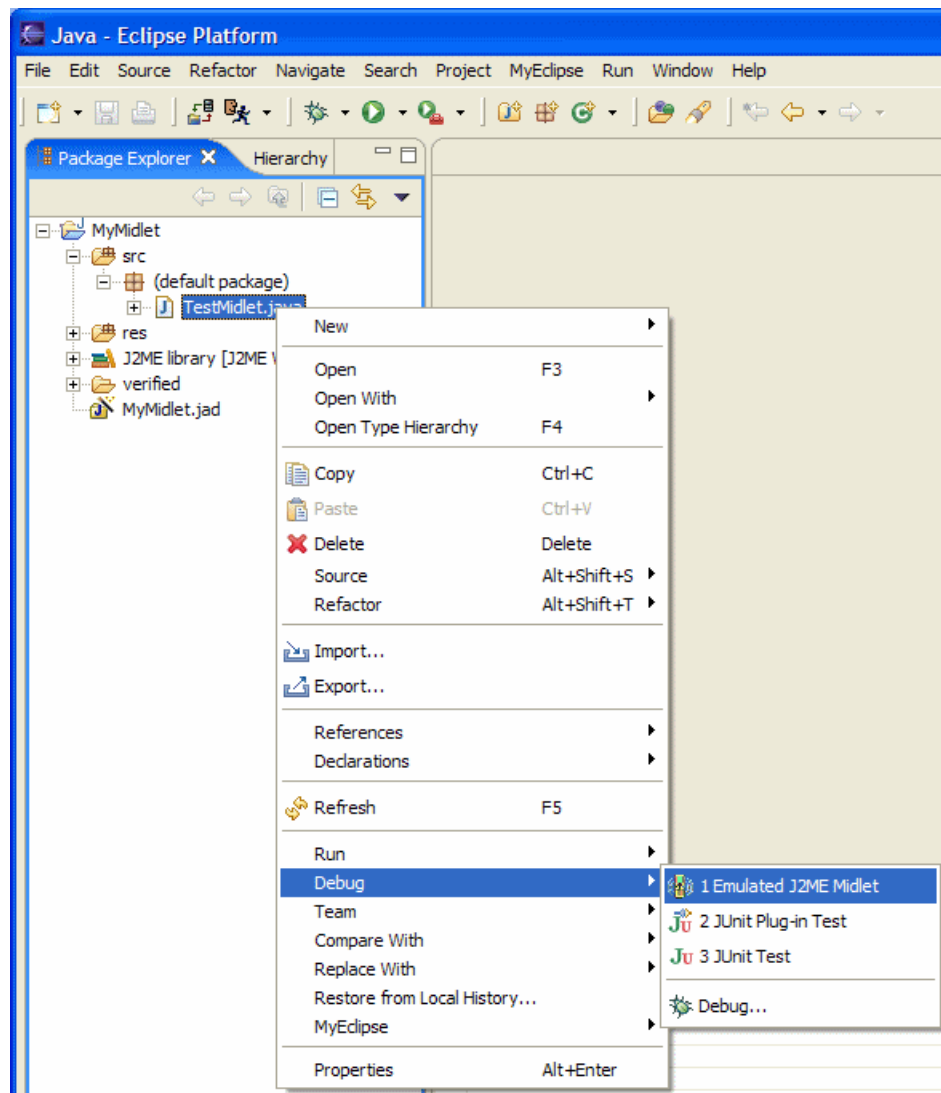 Java - Eclipse Platform
File Edit Source Refactor Navigate Search Project MyEclipse Run Window Help
Package Explorer Hierarchy
MyMidlet
src
(default package)
TestMidlet.java
res
J2ME library [J2ME
verified
MyMidlet.jad
New
Open F3
Open With
Open Type Hierarchy F4
Copy Ctrl+C
Paste Ctrl+V
Delete Delete
Source Alt+Shift+S
Refactor Alt+Shift+T
Import...
Export...
References
Declarations
Refresh F5
Run
Debug
Team
Compare With
Replace With
Restore from Local History...
MyEclipse
Properties Alt+Enter
1 Emulated J2ME Midlet
2 JUnit Plug-in Test
3 JUnit Test
Debug...